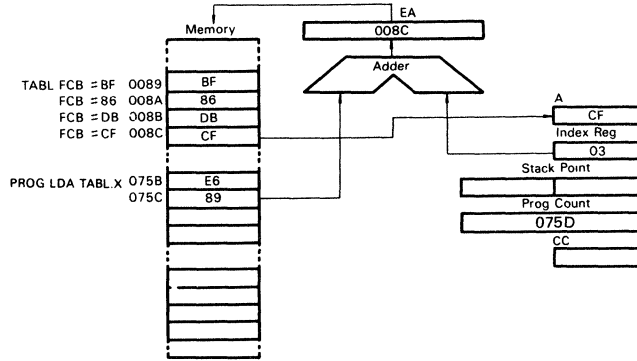 EA
Memory
008C
Adder
TABL FCB = BF 0089 BF
FCB = 86 008A 86
FCB = DB 008B DB
FCB = CF 008C CF
A
CF
Index Reg
03
Stack Point
PROG LDA TABL.X 075B E6
075C 89
Prog Count
075D
CC